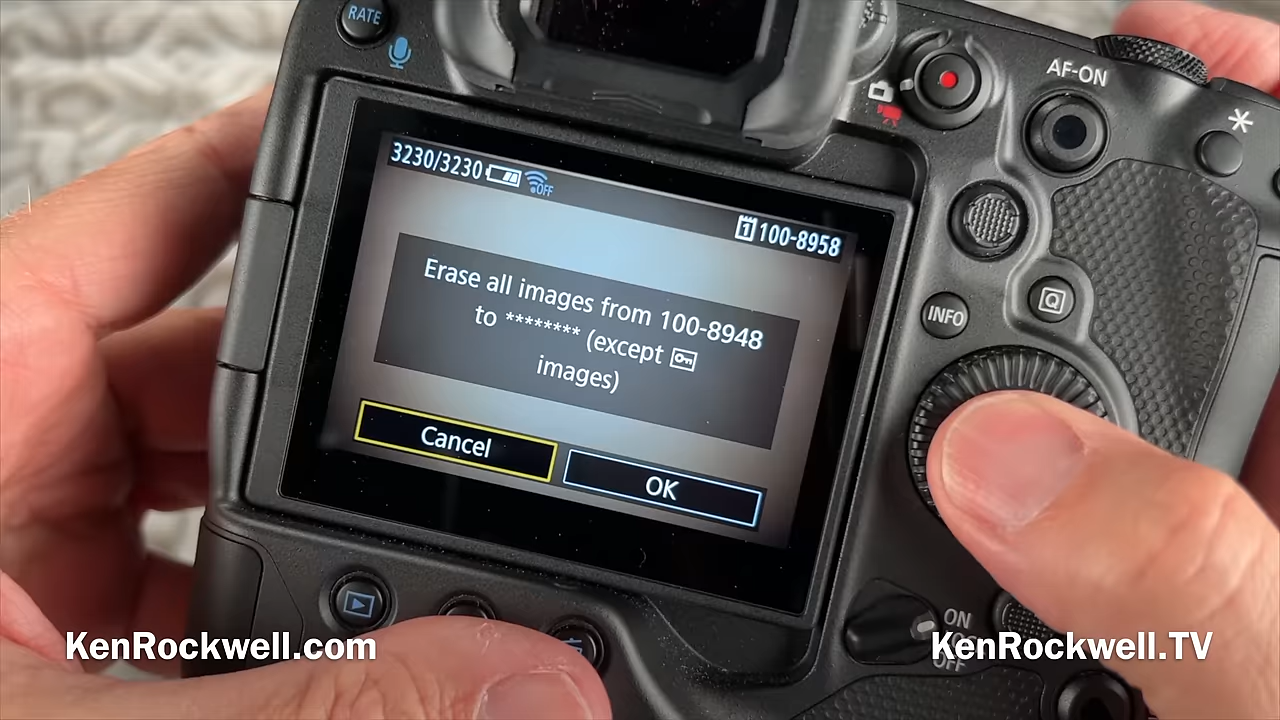 RATE
AF-ON
3230/3230 OFF
1 100-8958
Erase all images from 100-8948
to ******** (except
images)
Q
INFO
Cancel
OK
ON
OFF
KenRockwell.com
KenRockwell.TV